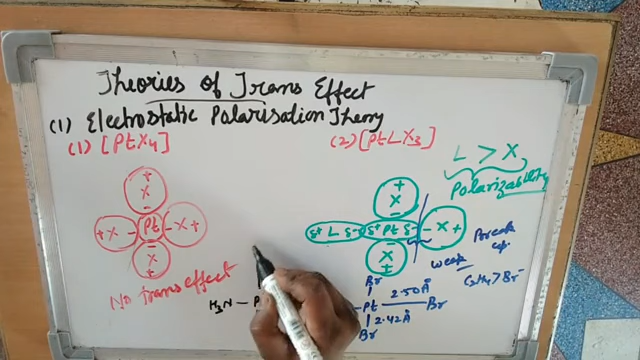 Theories of Trans Effect
(1) Electrostatic Polarisation Theory
(1) [PtX4]
(2) [PtLX3]
L > X
Polarizability
+
X
-
+X -
Pt
-X+
-
X
+
No trans effect
+
X
-
δ+ L δ-
δ+ Pt δ-
-X+
-
X
+
weak
Break up
C2H4 > Br-
H3N — P
Br
Pt 2.50Å Br
2.42Å
Br